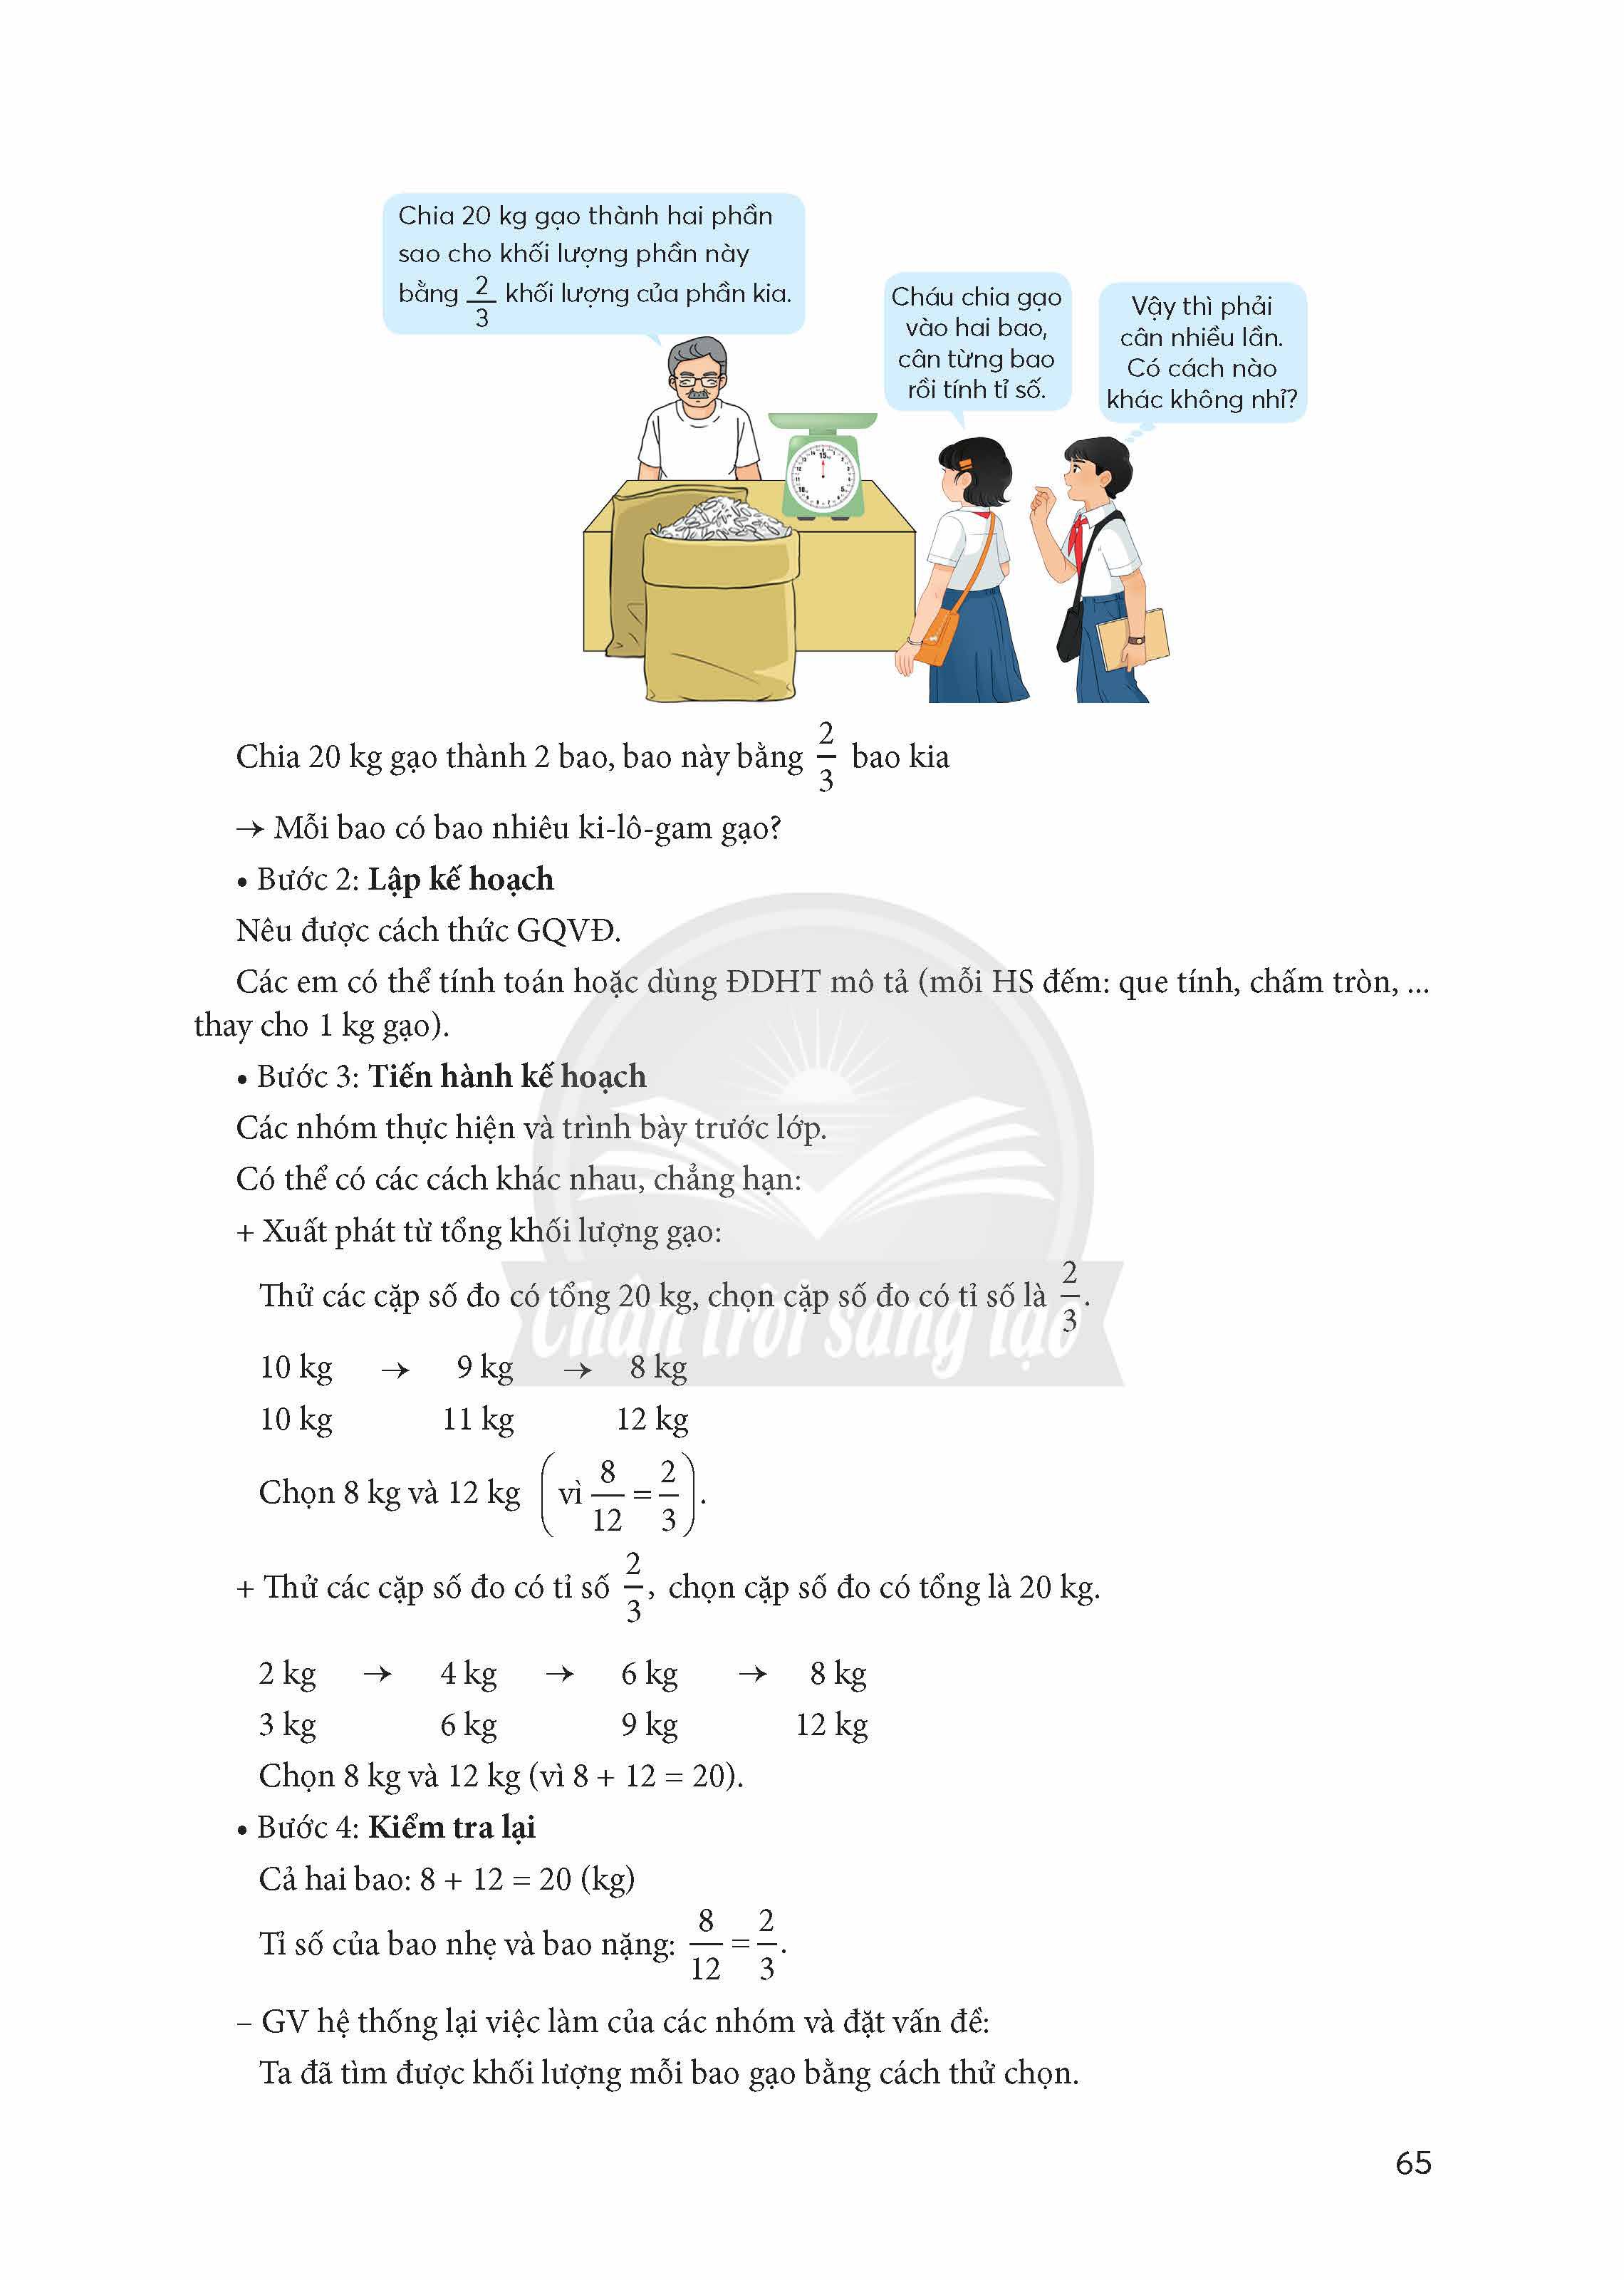 Chia 20 kg gạo thành hai phần
sao cho khối lượng phần này
bằng 2/3 khối lượng của phần kia.
Cháu chia gạo
vào hai bao,
cân từng bao
rồi tính tỉ số.
Vậy thì phải
cân nhiều lần.
Có cách nào
khác không nhỉ?
Chia 20 kg gạo thành 2 bao, bao này bằng 2/3 bao kia
→ Mỗi bao có bao nhiêu ki-lô-gam gạo?
• Bước 2: Lập kế hoạch
Nêu được cách thức GQVĐ.
Các em có thể tính toán hoặc dùng ĐDHT mô tả (mỗi HS đếm: que tính, chấm tròn, ...
thay cho 1 kg gạo).
• Bước 3: Tiến hành kế hoạch
Các nhóm thực hiện và trình bày trước lớp.
Có thể có các cách khác nhau, chẳng hạn:
+ Xuất phát từ tổng khối lượng gạo:
Thử các cặp số đo có tổng 20 kg, chọn cặp số đo có tỉ số là 2/3.
Chân trời sáng tạo
10 kg → 9 kg → 8 kg
10 kg 11 kg 12 kg
Chọn 8 kg và 12 kg (vì 8/12 = 2/3).
+ Thử các cặp số đo có tỉ số 2/3, chọn cặp số đo có tổng là 20 kg.
2 kg → 4 kg → 6 kg → 8 kg
3 kg 6 kg 9 kg 12 kg
Chọn 8 kg và 12 kg (vì 8 + 12 = 20).
• Bước 4: Kiểm tra lại
Cả hai bao: 8 + 12 = 20 (kg)
Tỉ số của bao nhẹ và bao nặng: 8/12 = 2/3.
– GV hệ thống lại việc làm của các nhóm và đặt vấn đề:
Ta đã tìm được khối lượng mỗi bao gạo bằng cách thử chọn.
65